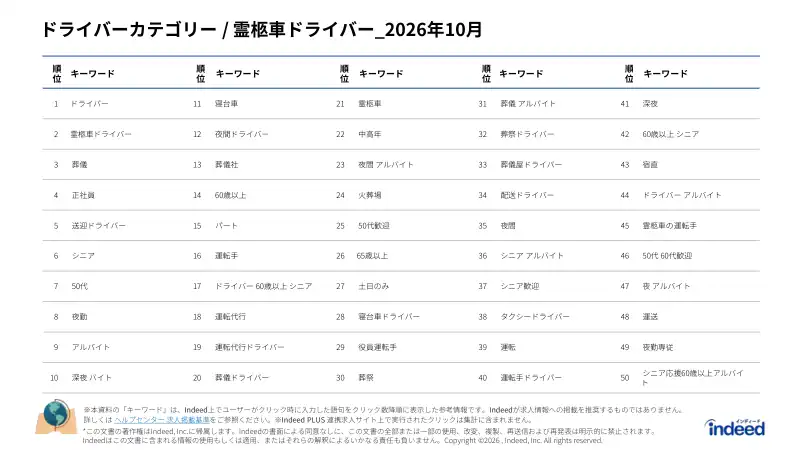 ドライバーカテゴリー / 霊柩車ドライバー_2026年10月
順位 キーワード 順位 キーワード 順位 キーワード 順位 キーワード 順位 キーワード
1 ドライバー 11 寝台車 21 霊柩車 31 葬儀 アルバイト 41 深夜
2 霊柩車ドライバー 12 夜間ドライバー 22 中高年 32 葬祭ドライバー 42 60歳以上 シニア
3 葬儀 13 葬儀社 23 夜間 アルバイト 33 葬儀屋ドライバー 43 宿直
4 正社員 14 60歳以上 24 火葬場 34 配送ドライバー 44 ドライバー アルバイト
5 送迎ドライバー 15 パート 25 50代歓迎 35 夜間 45 霊柩車の運転手
6 シニア 16 運転手 26 65歳以上 36 シニア アルバイト 46 50代 60代歓迎
7 50代 17 ドライバー 60歳以上 シニア 27 土日のみ 37 シニア歓迎 47 夜 アルバイト
8 夜勤 18 運転代行 28 寝台車ドライバー 38 タクシードライバー 48 運送
9 アルバイト 19 運転代行ドライバー 29 役員運転手 39 運転 49 夜勤専従
10 深夜 バイト 20 葬儀ドライバー 30 葬祭 40 運転手ドライバー 50 シニア応援60歳以上アルバイト
※本資料の「キーワード」は、Indeed上でユーザーがクリック時に入力した語句をクリック数降順に表示した参考情報です。Indeedが求人情報への掲載を推奨するものではありません。
詳しくは ヘルプセンター 求人掲載基準をご参照ください。※Indeed PLUS 連携求人サイト上で実行されたクリックは集計に含まれません。
*この文書の著作権はIndeed, Inc.に帰属します。Indeedの書面による同意なしに、この文書の全部または一部の使用、改変、複製、再送信および再発表は明示的に禁止されます。
Indeedはこの文書に含まれる情報の使用もしくは適用、またはそれらの解釈によるいかなる責任も負いません。Copyright ©2026 , Indeed, Inc. All rights reserved.
インディード
indeed